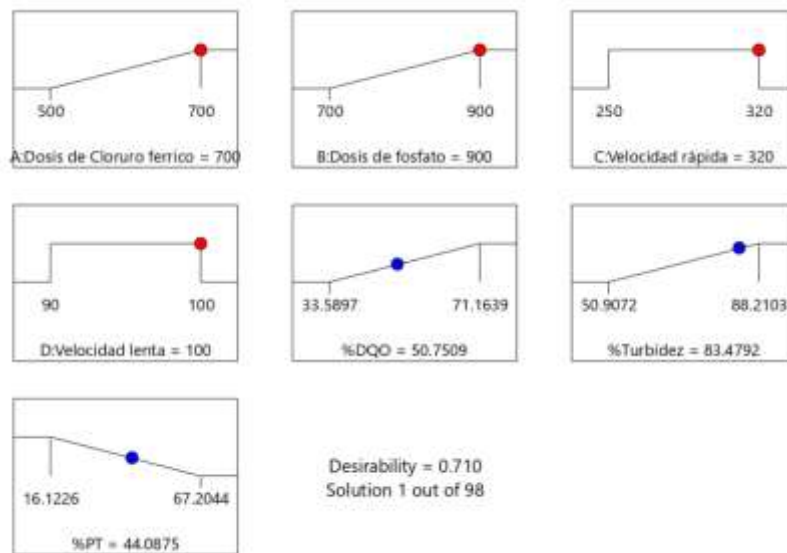 500 700
A:Dosis de Cloruro ferrico = 700
700 900
B:Dosis de fosfato = 900
250 320
C:Velocidad rápida = 320
90 100
D:Velocidad lenta = 100
33.5897 71.1639
%DQO = 50.7509
50.9072 88.2103
%Turbidez = 83.4792
16.1226 67.2044
%PT = 44.0875
Desirability = 0.710
Solution 1 out of 98